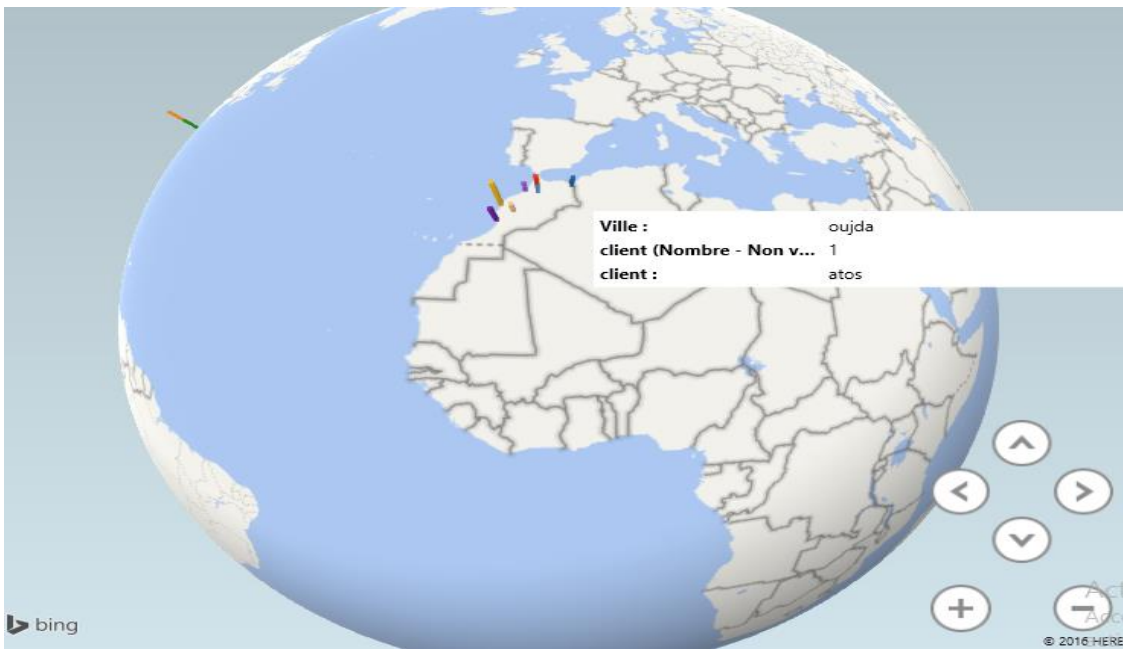 Ville : oujda
client (Nombre - Non v... 1
client : atos
bing
© 2016 HERE